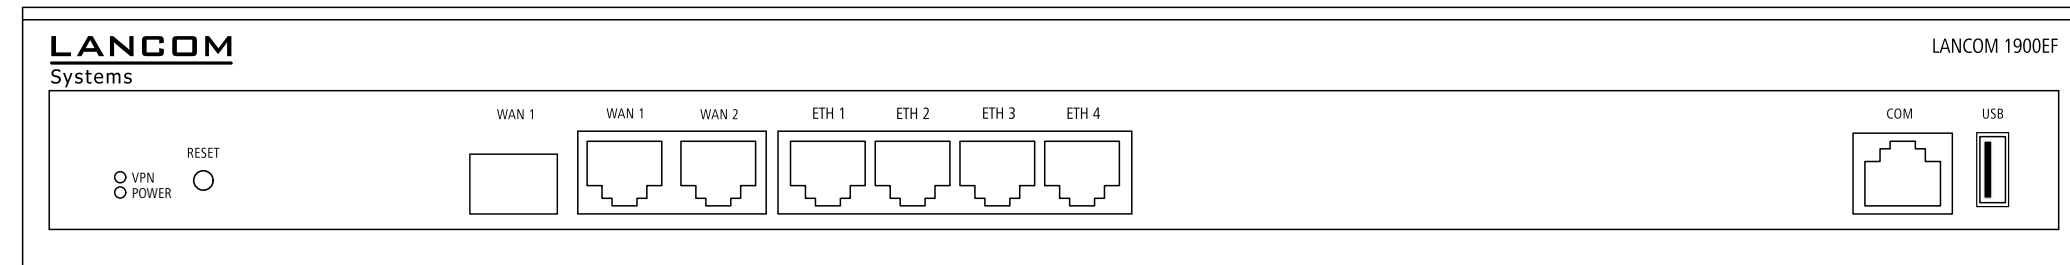 LANCOM
Systems
LANCOM 1900EF
WAN 1
WAN 1
WAN 2
ETH 1
ETH 2
ETH 3
ETH 4
COM
USB
RESET
VPN
POWER